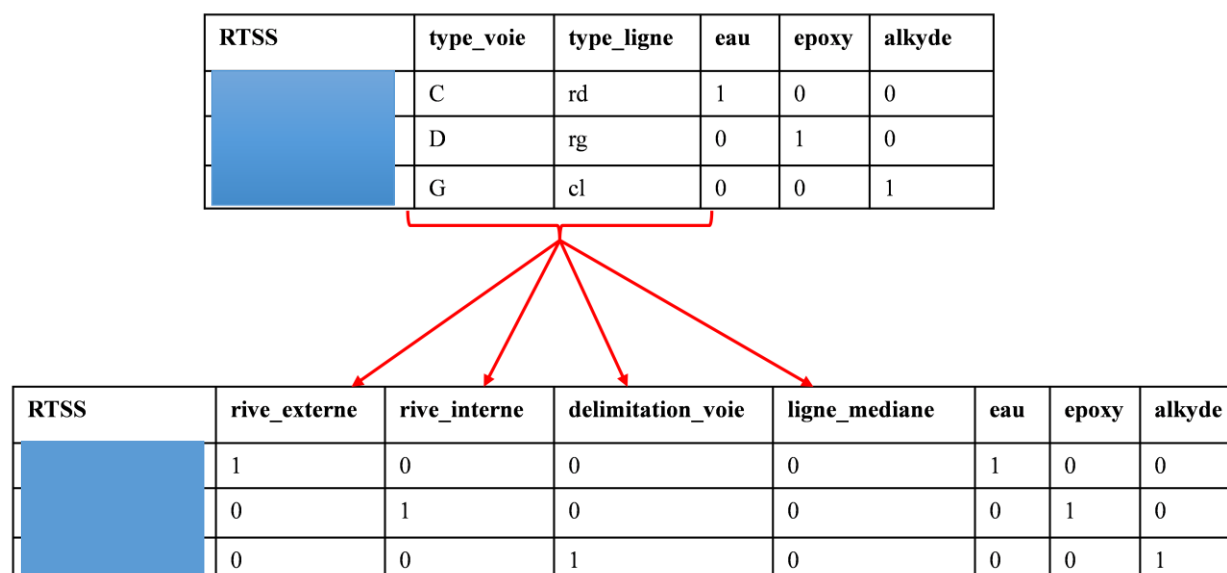 RTSS type_voie type_ligne eau epoxy alkyde
C rd 1 0 0
D rg 0 1 0
G cl 0 0 1
RTSS rive_externe rive_interne delimitation_voie ligne_mediane eau epoxy alkyde
1 0 0 0 1 0 0
0 1 0 0 0 1 0
0 0 1 0 0 0 1